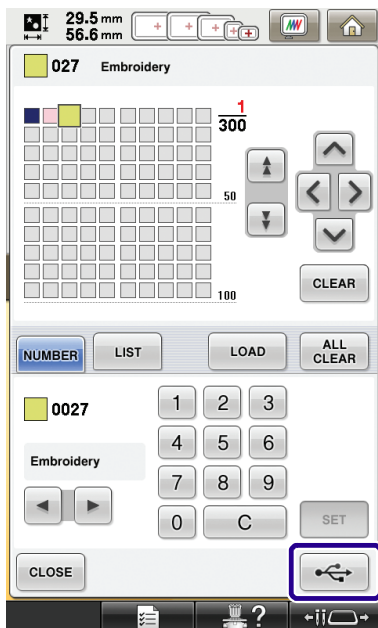 29.5 mm
56.6 mm
027 Embroidery
1
300
50
100
CLEAR
NUMBER LIST LOAD ALL CLEAR
0027
Embroidery
1 2 3
4 5 6
7 8 9
0 C SET
CLOSE
?